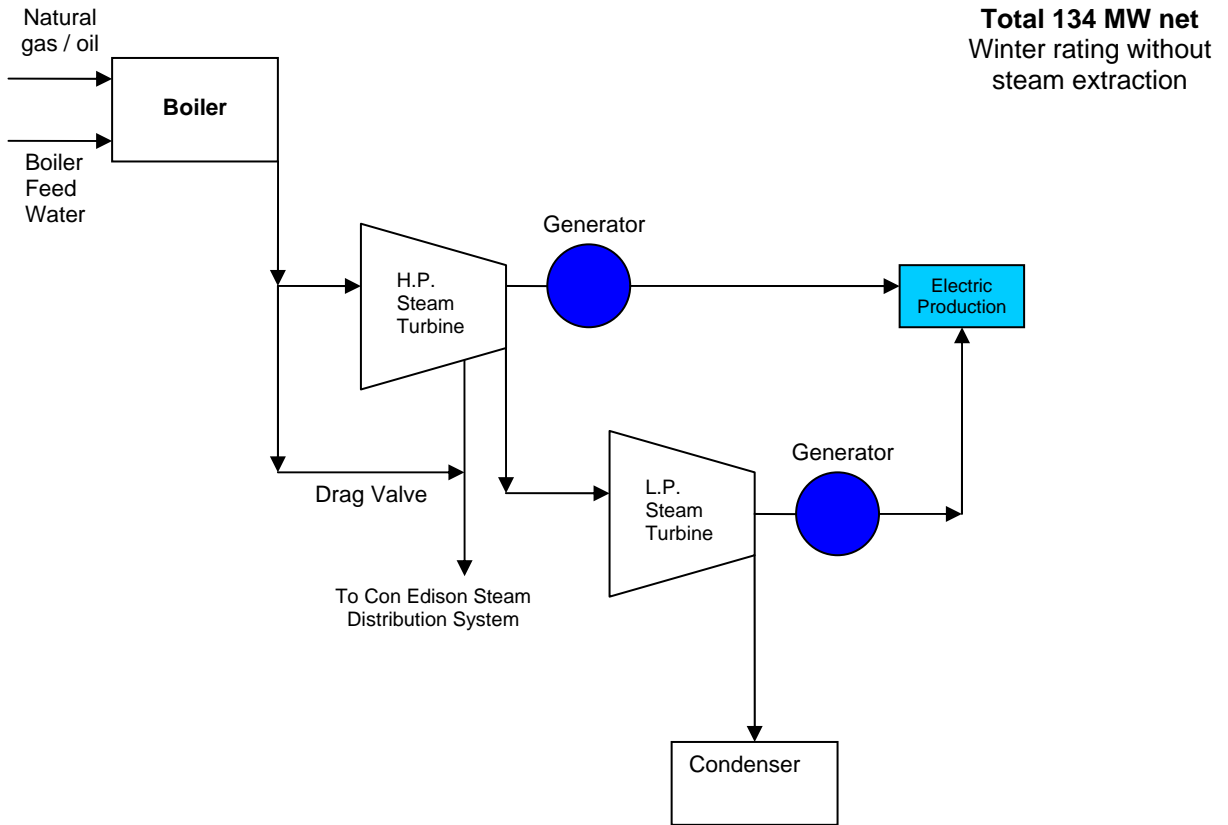 Natural
gas / oil
Total 134 MW net
Winter rating without
steam extraction
Boiler
Boiler
Feed
Water
Generator
H.P.
Steam
Turbine
Electric
Production
Generator
L.P.
Steam
Turbine
Drag Valve
To Con Edison Steam
Distribution System
Condenser